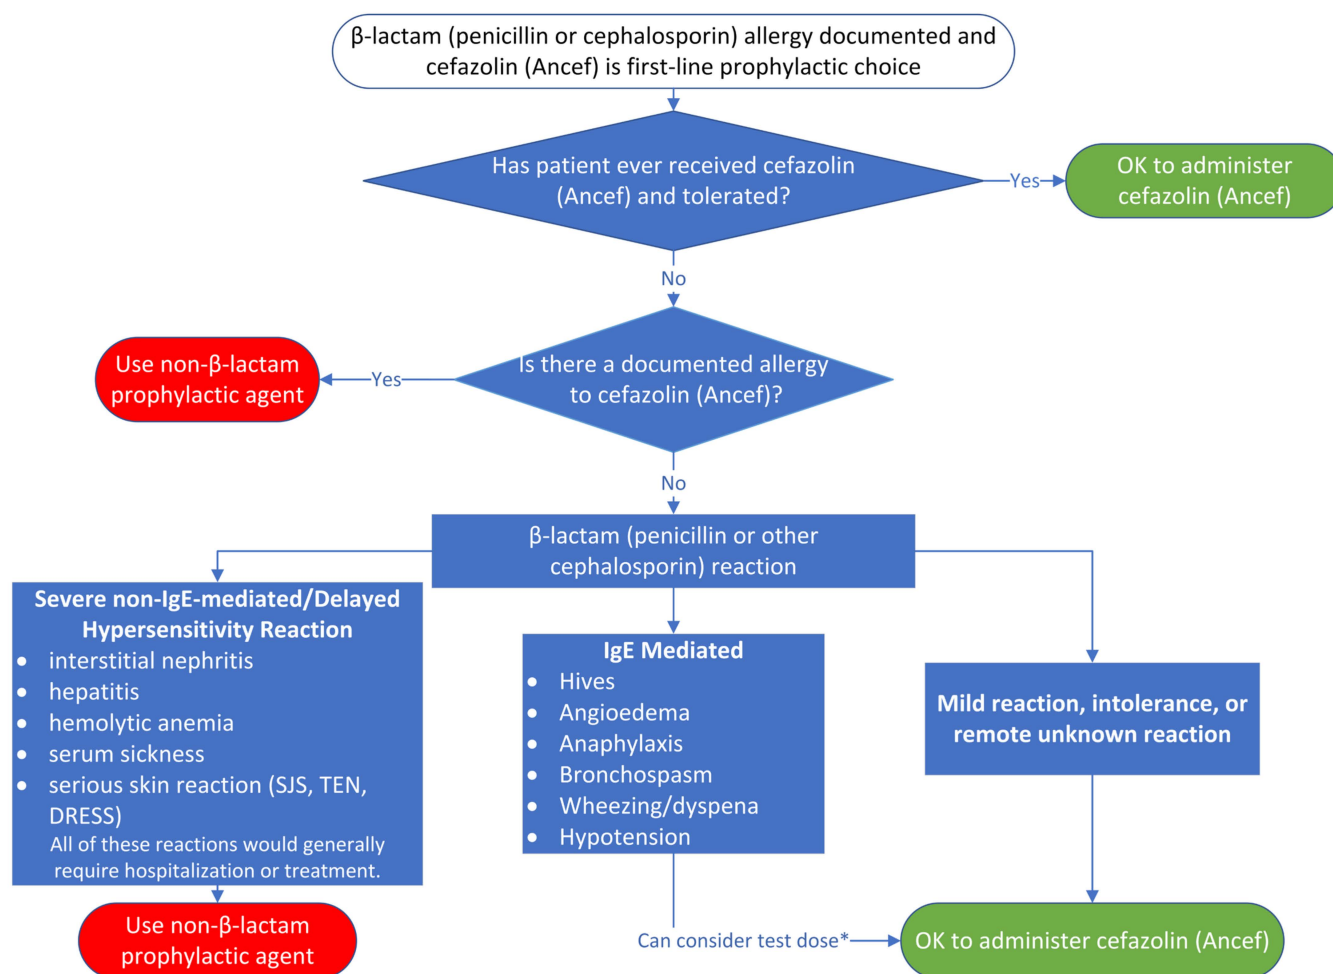 β-lactam (penicillin or cephalosporin) allergy documented and
cefazolin (Ancef) is first-line prophylactic choice
Has patient ever received cefazolin
(Ancef) and tolerated?
Yes
OK to administer
cefazolin (Ancef)
No
Is there a documented allergy
to cefazolin (Ancef)?
Yes
Use non-β-lactam
prophylactic agent
No
β-lactam (penicillin or other
cephalosporin) reaction
Severe non-IgE-mediated/Delayed
Hypersensitivity Reaction
• interstitial nephritis
• hepatitis
• hemolytic anemia
• serum sickness
• serious skin reaction (SJS, TEN,
DRESS)
All of these reactions would generally
require hospitalization or treatment.
Use non-β-lactam
prophylactic agent
IgE Mediated
• Hives
• Angioedema
• Anaphylaxis
• Bronchospasm
• Wheezing/dyspena
• Hypotension
Can consider test dose*
Mild reaction, intolerance, or
remote unknown reaction
OK to administer cefazolin (Ancef)